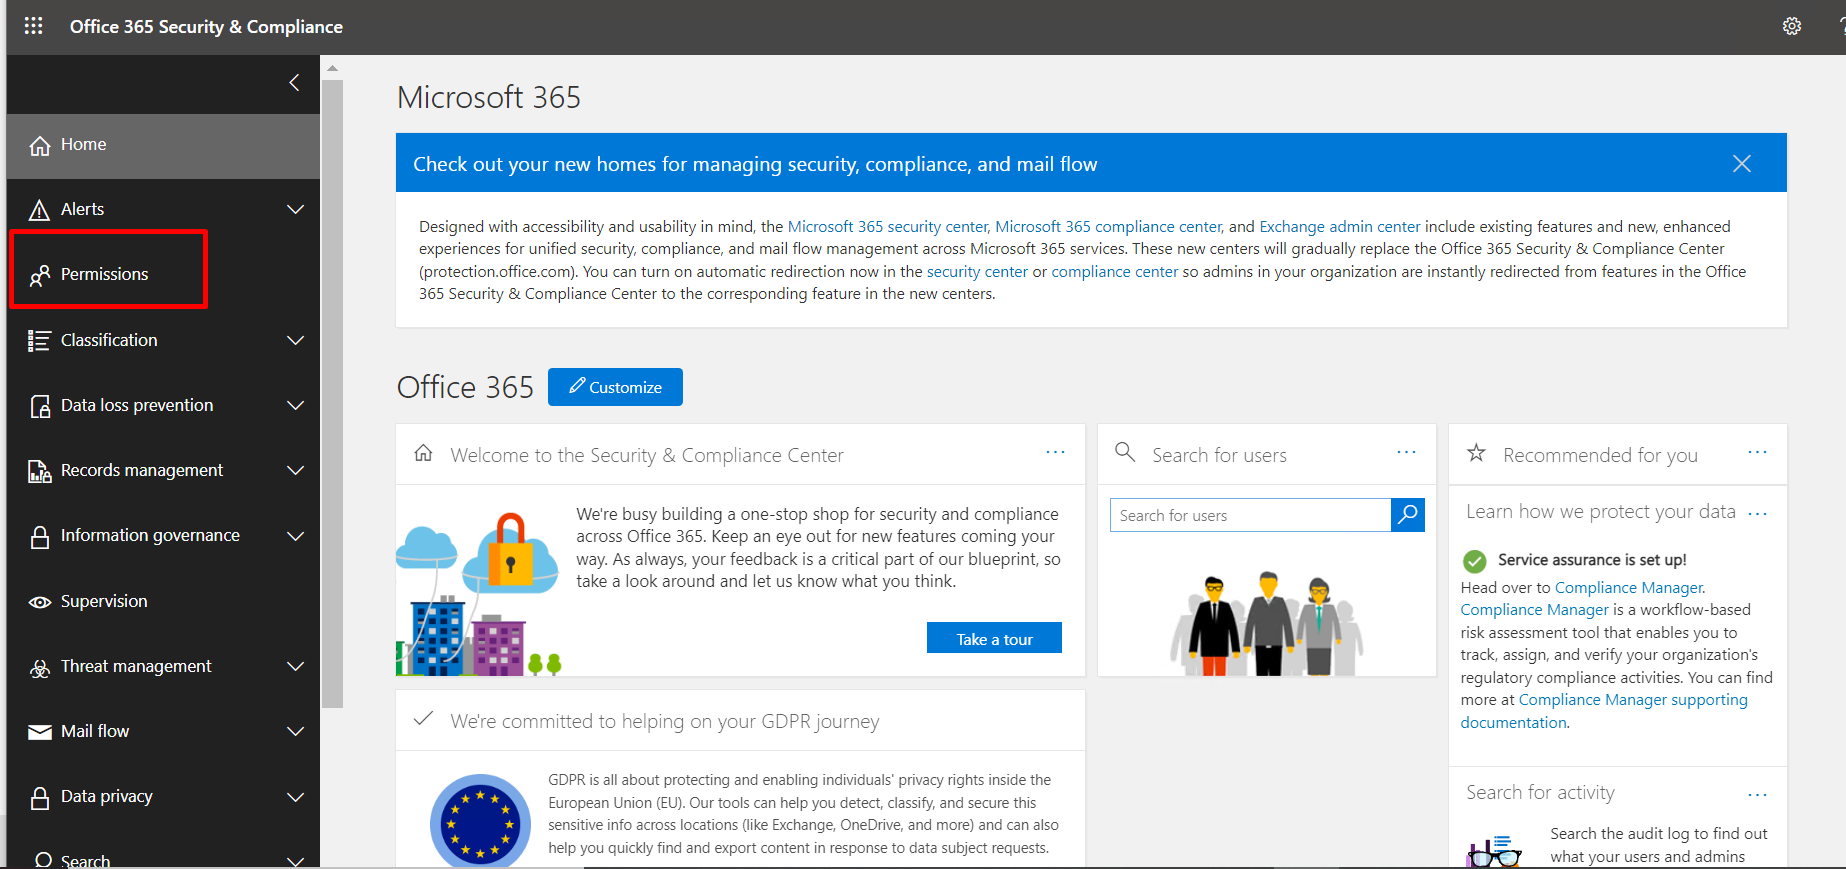 Office 365 Security & Compliance
Home
Alerts
Permissions
Classification
Data loss prevention
Records management
Information governance
Supervision
Threat management
Mail flow
Data privacy
Search
Microsoft 365
Check out your new homes for managing security, compliance, and mail flow
Designed with accessibility and usability in mind, the Microsoft 365 security center, Microsoft 365 compliance center, and Exchange admin center include existing features and new, enhanced
experiences for unified security, compliance, and mail flow management across Microsoft 365 services. These new centers will gradually replace the Office 365 Security & Compliance Center
(protection.office.com). You can turn on automatic redirection now in the security center or compliance center so admins in your organization are instantly redirected from features in the Office
365 Security & Compliance Center to the corresponding feature in the new centers.
Office 365
Customize
Welcome to the Security & Compliance Center
We're busy building a one-stop shop for security and compliance
across Office 365. Keep an eye out for new features coming your
way. As always, your feedback is a critical part of our blueprint, so
take a look around and let us know what you think.
Take a tour
Search for users
Search for users
Recommended for you
Learn how we protect your data
Service assurance is set up!
Head over to Compliance Manager.
Compliance Manager is a workflow-based
risk assessment tool that enables you to
track, assign, and verify your organization's
regulatory compliance activities. You can find
more at Compliance Manager supporting
documentation.
We're committed to helping on your GDPR journey
GDPR is all about protecting and enabling individuals' privacy rights inside the
European Union (EU). Our tools can help you detect, classify, and secure this
sensitive info across locations (like Exchange, OneDrive, and more) and can also
help you quickly find and export content in response to data subject requests.
Search for activity
Search the audit log to find out
what your users and admins